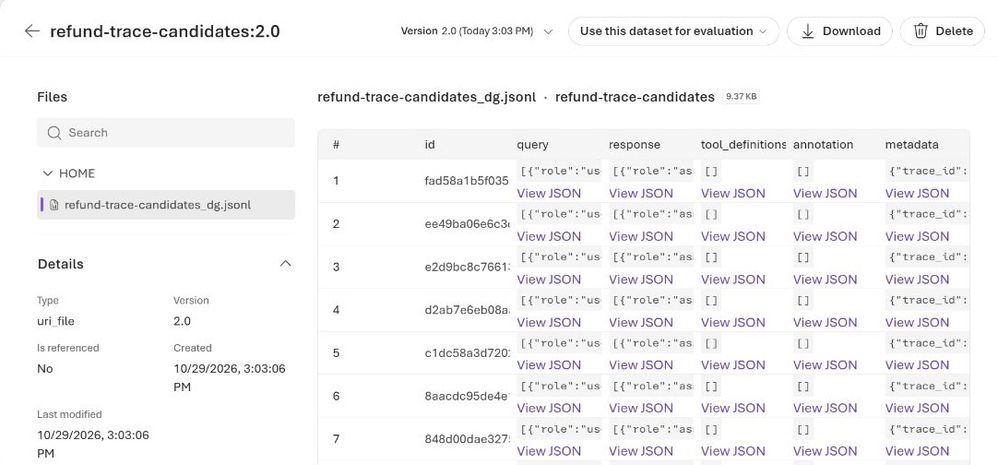 refund-trace-candidates:2.0
Version 2.0 (Today 3:03 PM)
Use this dataset for evaluation
Download
Delete
Files
Search
HOME
refund-trace-candidates_dg.jsonl
Details
Type
Version
uri_file
2.0
Is referenced
Created
No
10/29/2026, 3:03:06 PM
Last modified
10/29/2026, 3:03:06 PM
refund-trace-candidates_dg.jsonl · refund-trace-candidates 9.37 KB
# id query response tool_definitions annotation metadata
1 fad58a1b5f035 [{"role":"us [{"role":"as [] [] {"trace_id":
View JSON View JSON View JSON View JSON View JSON
2 ee49ba06e6c3 [{"role":"us [{"role":"as [] [] {"trace_id":
View JSON View JSON View JSON View JSON View JSON
3 e2d9bc8c7661 [{"role":"us [{"role":"as [] [] {"trace_id":
View JSON View JSON View JSON View JSON View JSON
4 d2ab7e6eb08a [{"role":"us [{"role":"as [] [] {"trace_id":
View JSON View JSON View JSON View JSON View JSON
5 c1dc58a3d720 [{"role":"us [{"role":"as [] [] {"trace_id":
View JSON View JSON View JSON View JSON View JSON
6 8aacdc95de4e [{"role":"us [{"role":"as [] [] {"trace_id":
View JSON View JSON View JSON View JSON View JSON
7 848d00dae327 [{"role":"us [{"role":"as [] [] {"trace_id":
View JSON View JSON View JSON View JSON View JSON